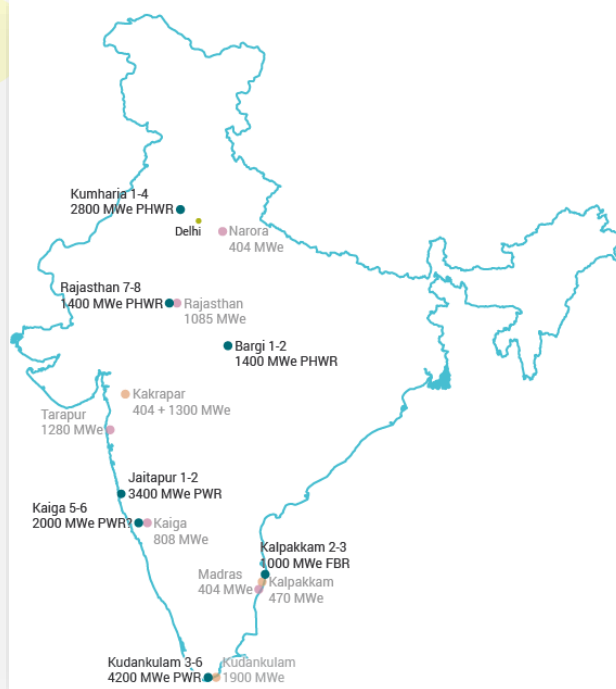 Kumharia 1-4
2800 MWe PHWR
Delhi
Narora
404 MWe
Rajasthan 7-8
1400 MWe PHWR
Rajasthan
1085 MWe
Bargi 1-2
1400 MWe PHWR
Kakrapar
404 + 1300 MWe
Tarapur
1280 MWe
Jaitapur 1-2
3400 MWe PWR
Kaiga 5-6
2000 MWe PWR?
Kaiga
808 MWe
Kalpakkam 2-3
1000 MWe FBR
Madras
404 MWe
Kalpakkam
470 MWe
Kudankulam 3-6
4200 MWe PWR
Kudankulam
1900 MWe